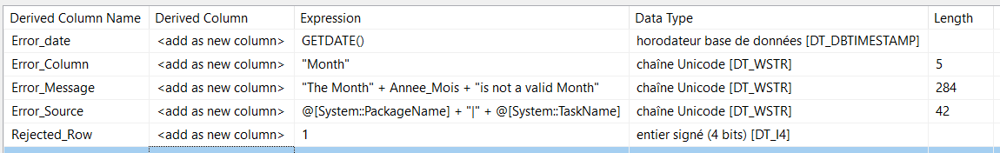 Derived Column Name Derived Column Expression Data Type Length
Error_date <add as new column> GETDATE() horodateur base de données [DT_DBTIMESTAMP]
Error_Column <add as new column> "Month" chaîne Unicode [DT_WSTR] 5
Error_Message <add as new column> "The Month" + Annee_Mois + "is not a valid Month" chaîne Unicode [DT_WSTR] 284
Error_Source <add as new column> @[System::PackageName] + "|" + @[System::TaskName] chaîne Unicode [DT_WSTR] 42
Rejected_Row <add as new column> 1 entier signé (4 bits) [DT_I4]